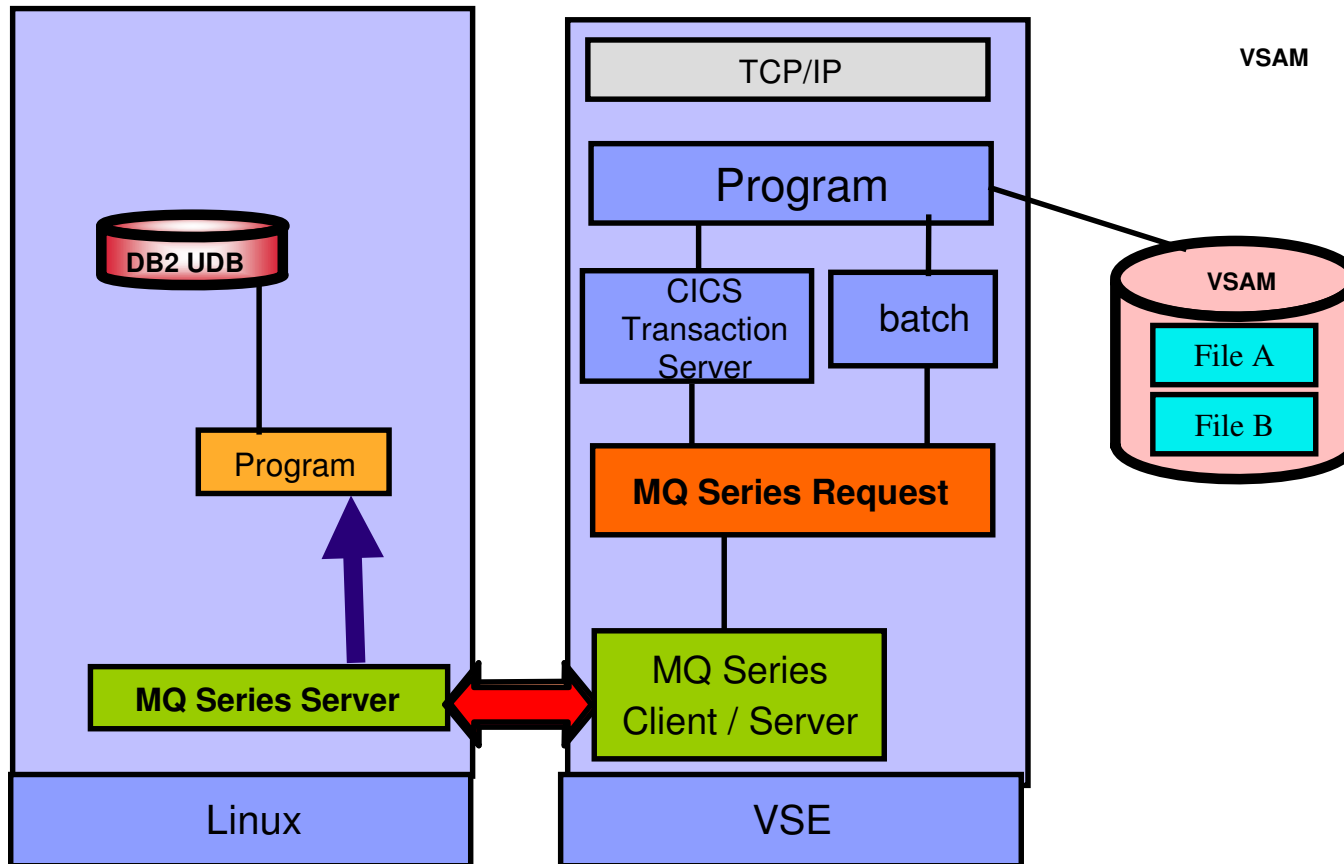 TCP/IP
VSAM
Program
DB2 UDB
CICS
Transaction
Server
batch
VSAM
File A
File B
Program
MQ Series Request
MQ Series Server
MQ Series
Client / Server
Linux
VSE